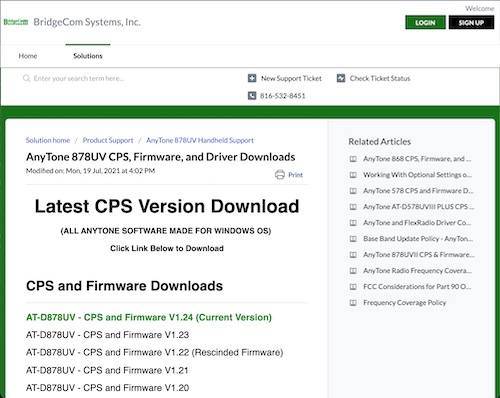 Welcome
BridgeCom BridgeCom Systems, Inc.
LOGIN SIGN UP
Home Solutions
Enter your search term here...
New Support Ticket Check Ticket Status
816-532-8451
Solution home / Product Support / AnyTone 878UV Handheld Support
AnyTone 878UV CPS, Firmware, and Driver Downloads
Modified on: Mon, 19 Jul, 2021 at 4:02 PM
Print
Latest CPS Version Download
(ALL ANYTONE SOFTWARE MADE FOR WINDOWS OS)
Click Link Below to Download
CPS and Firmware Downloads
AT-D878UV - CPS and Firmware V1.24 (Current Version)
AT-D878UV - CPS and Firmware V1.23
AT-D878UV - CPS and Firmware V1.22 (Rescinded Firmware)
AT-D878UV - CPS and Firmware V1.21
AT-D878UV - CPS and Firmware V1.20
Related Articles
AnyTone 868 CPS, Firmware, and ...
Working With Optional Settings o...
AnyTone 578 CPS and Firmware D...
AnyTone AT-D578UVIII PLUS CPS ...
AnyTone and FlexRadio Driver Co...
Base Band Update Policy - AnyTon...
AnyTone 878UVII CPS & Firmware...
AnyTone Radio Frequency Covera...
FCC Considerations for Part 90 O...
Frequency Coverage Policy